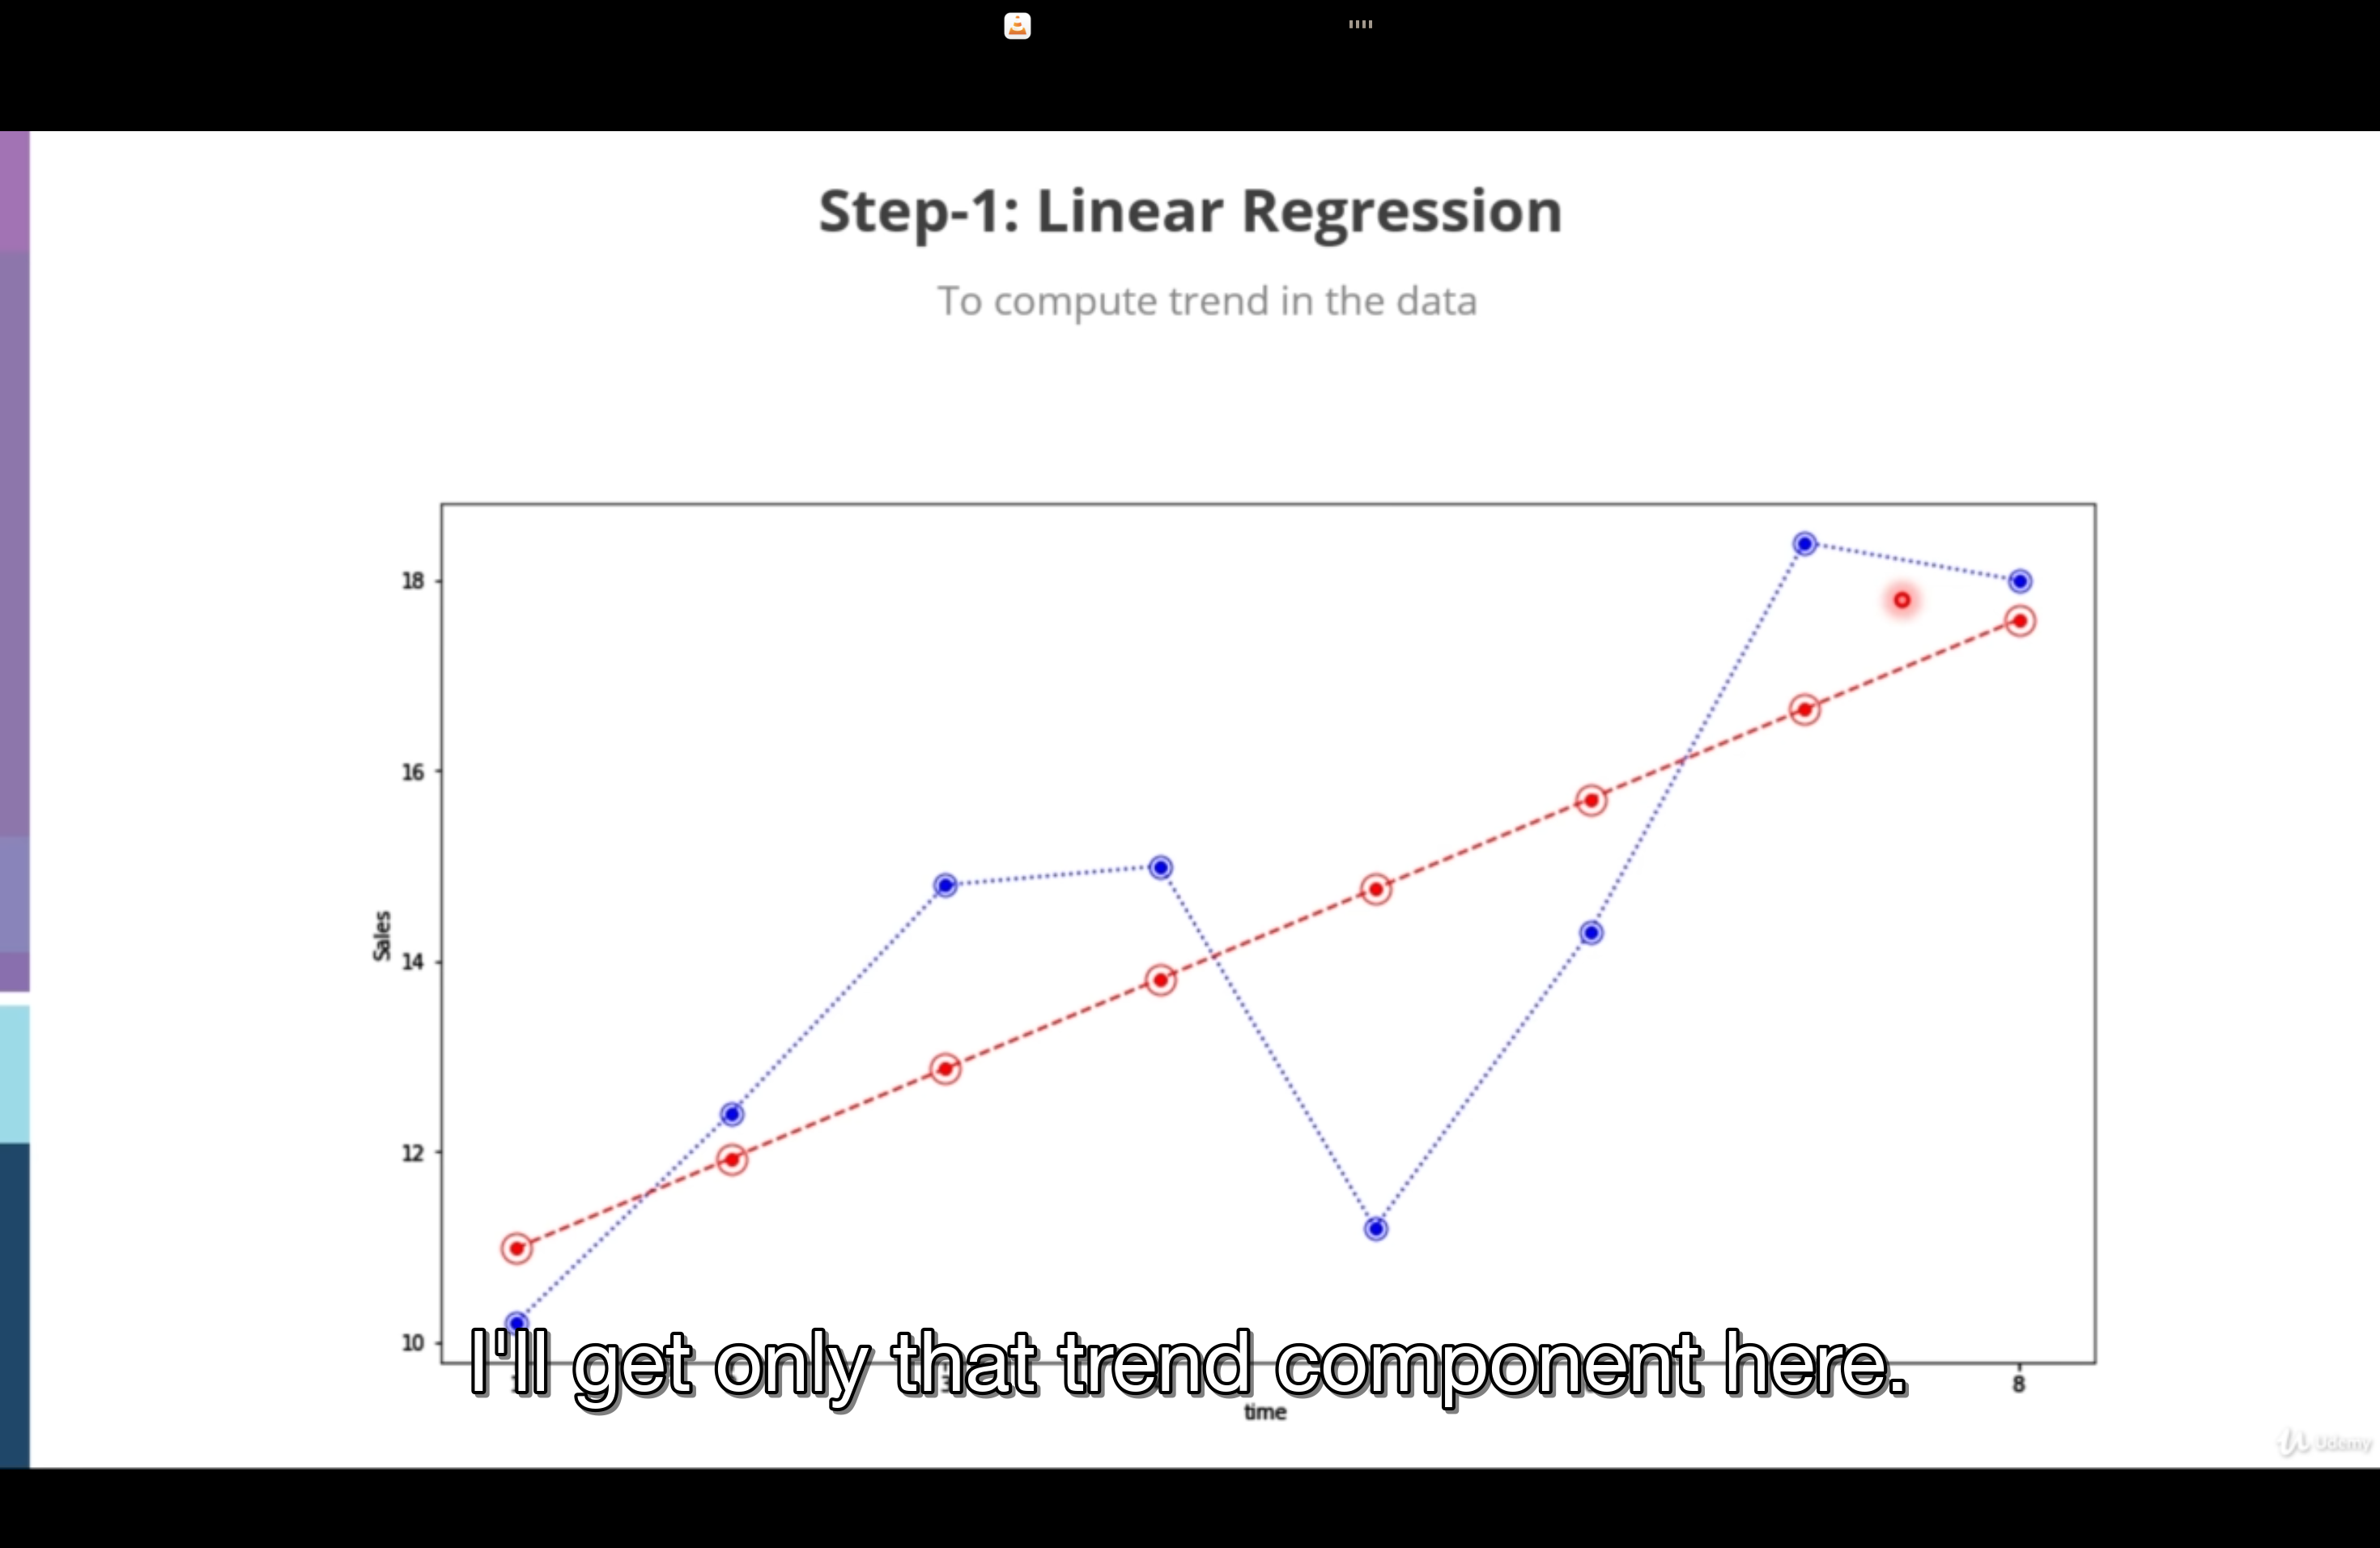 Step-1: Linear Regression
To compute trend in the data
18
16
14
12
10
Sales
I'll get only that trend component here.
8
time
Udemy